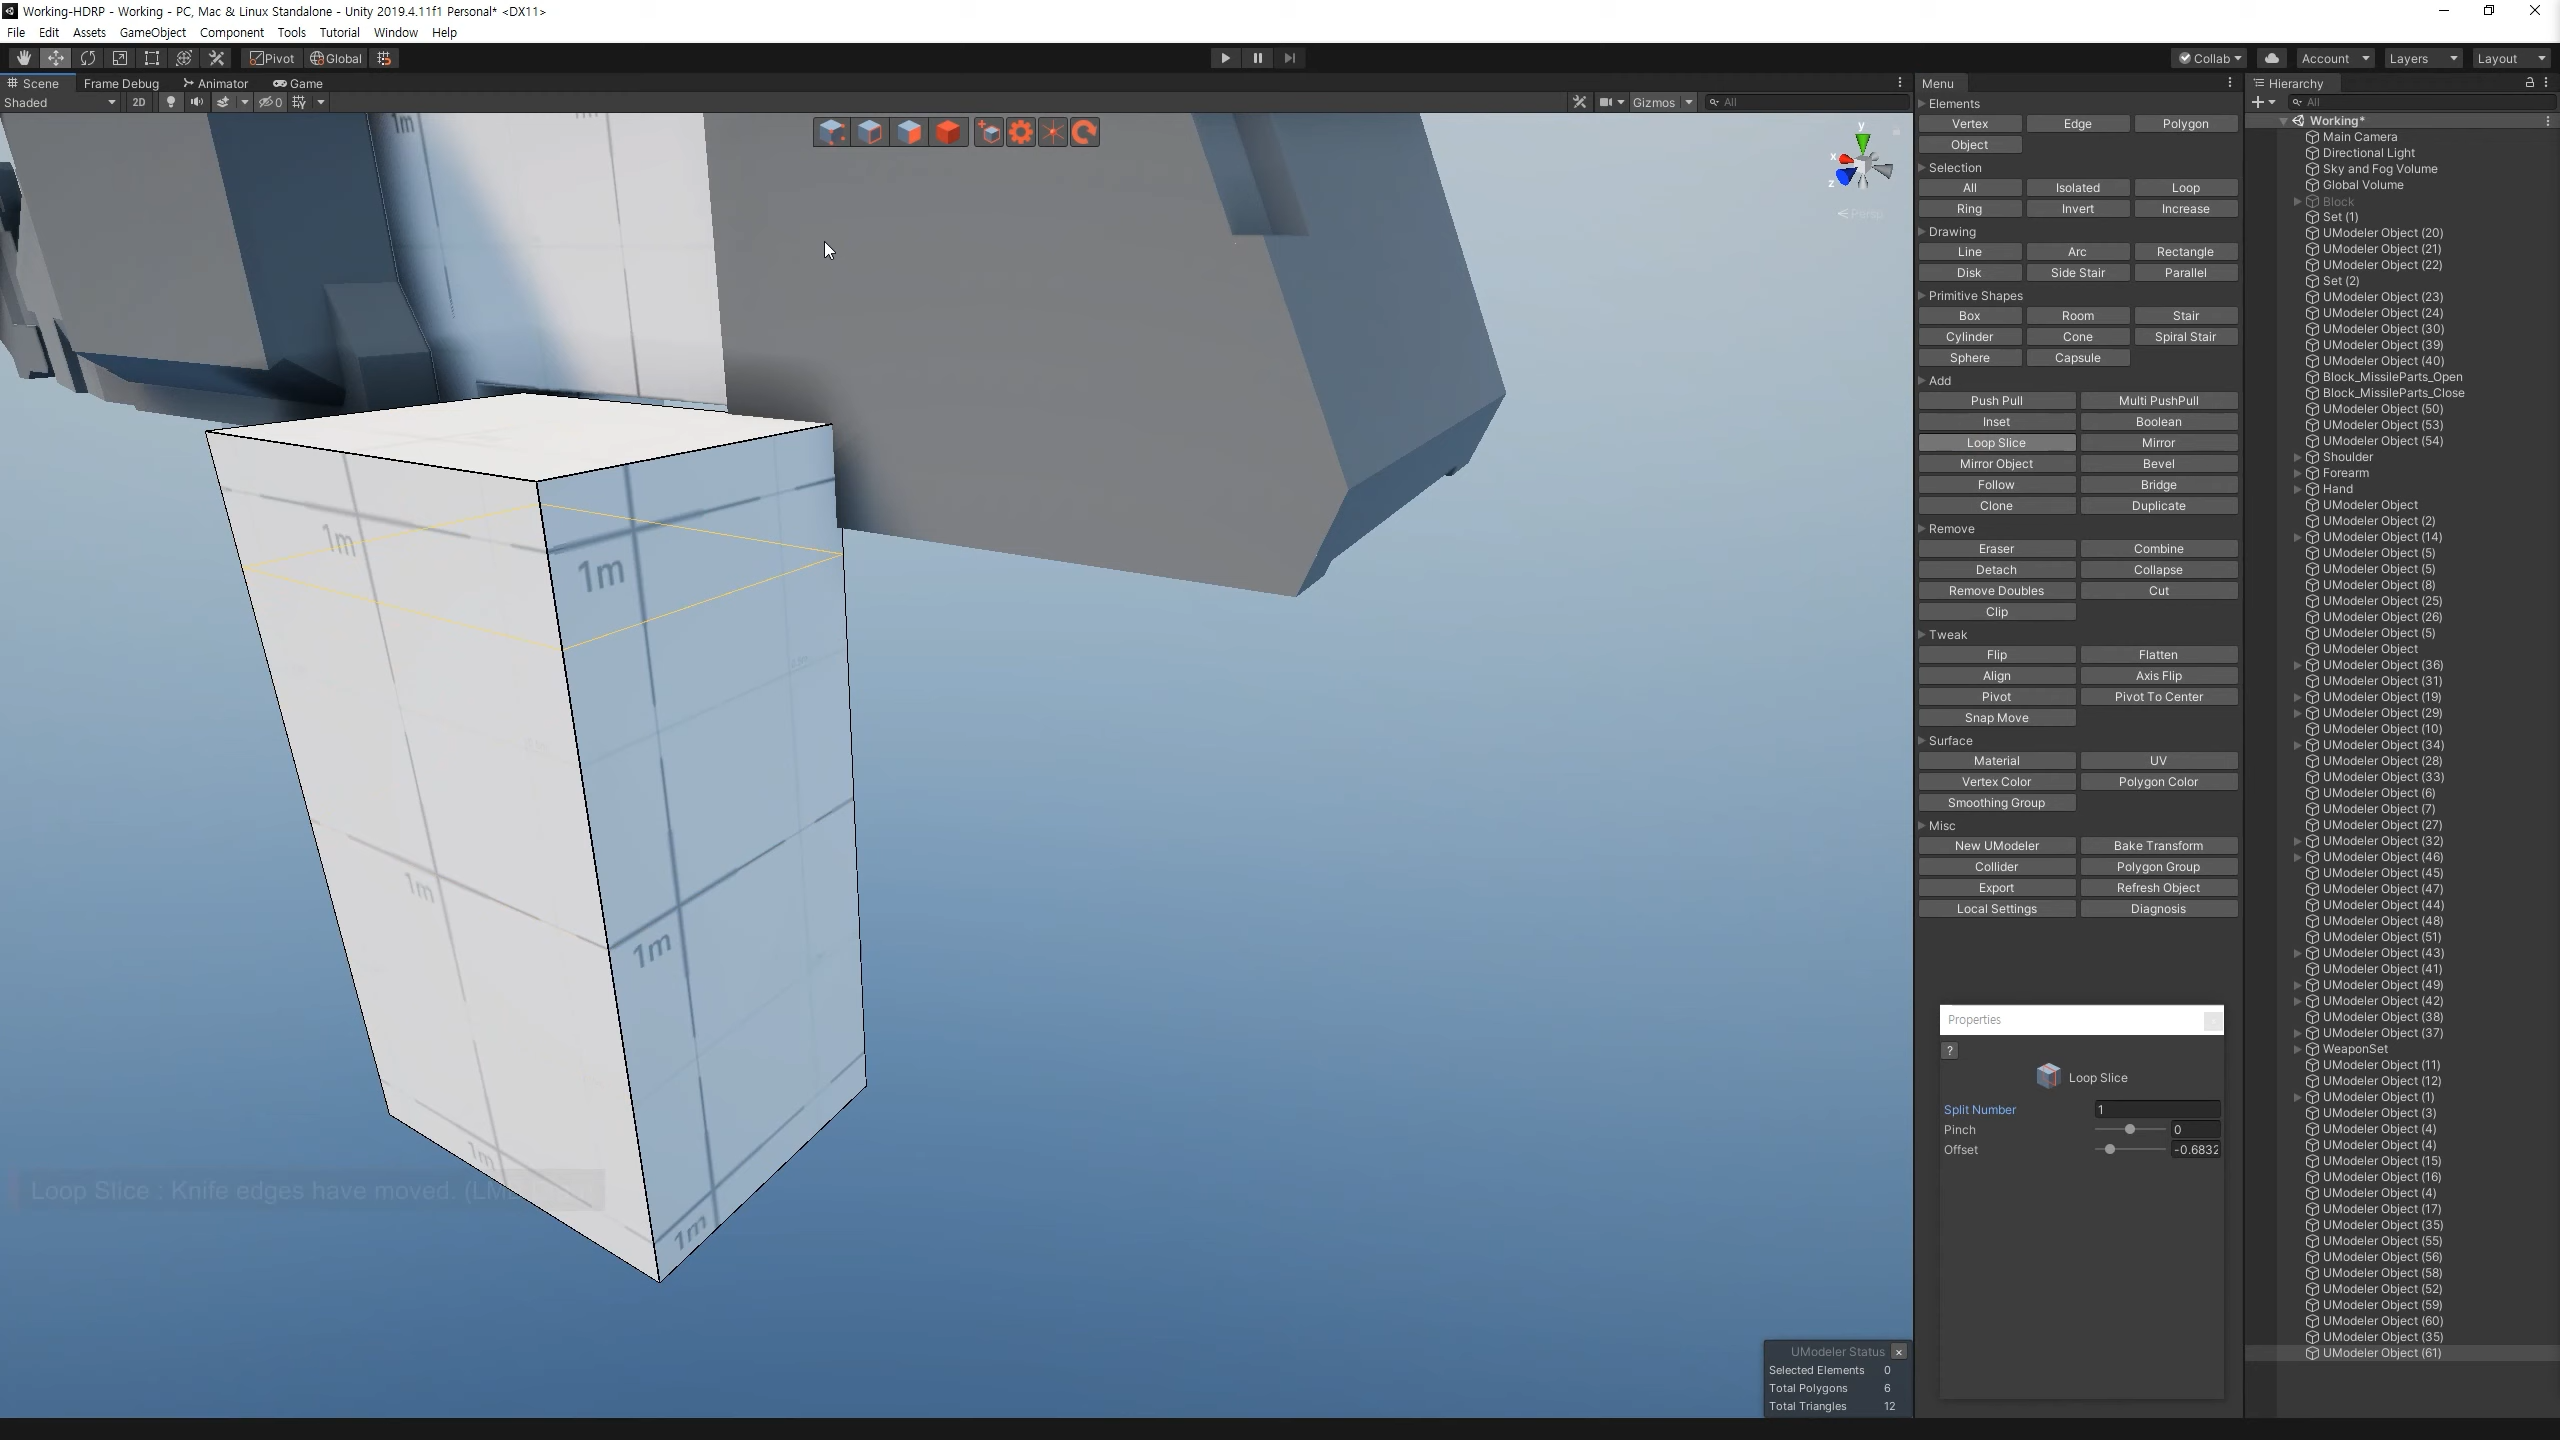 Working-HDRP - Working - PC, Mac & Linux Standalone - Unity 2019.4.11f1 Personal* <DX11>
File Edit Assets GameObject Component Tools Tutorial Window Help
Pivot Global Collab Account Layers Layout
Scene Frame Debug Animator Game
Shaded 2D 0 Gizmos All
1m
1m
1m
1m
1m
1m
1m
y
x
z
Persp
Loop Slice : Knife edges have moved.
UModeler Status
Selected Elements 0
Total Polygons 6
Total Triangles 12
Menu
Elements
Vertex Edge Polygon
Object
Selection
All Isolated Loop
Ring Invert Increase
Drawing
Line Arc Rectangle
Disk Side Stair Parallel
Primitive Shapes
Box Room Stair
Cylinder Cone Spiral Stair
Sphere Capsule
Add
Push Pull Multi PushPull
Inset Boolean
Loop Slice Mirror
Mirror Object Bevel
Follow Bridge
Clone Duplicate
Remove
Eraser Combine
Detach Collapse
Remove Doubles Cut
Clip
Tweak
Flip Flatten
Align Axis Flip
Pivot Pivot To Center
Snap Move
Surface
Material UV
Vertex Color Polygon Color
Smoothing Group
Misc
New UModeler Bake Transform
Collider Polygon Group
Export Refresh Object
Local Settings Diagnosis
Properties
?
Loop Slice
Split Number 1
Pinch 0
Offset -0.6832
Hierarchy
All
Working*
Main Camera
Directional Light
Sky and Fog Volume
Global Volume
Block
Set (1)
UModeler Object (20)
UModeler Object (21)
UModeler Object (22)
Set (2)
UModeler Object (23)
UModeler Object (24)
UModeler Object (30)
UModeler Object (39)
UModeler Object (40)
Block_MissileParts_Open
Block_MissileParts_Close
UModeler Object (50)
UModeler Object (53)
UModeler Object (54)
Shoulder
Forearm
Hand
UModeler Object
UModeler Object (2)
UModeler Object (14)
UModeler Object (5)
UModeler Object (5)
UModeler Object (8)
UModeler Object (25)
UModeler Object (26)
UModeler Object (5)
UModeler Object
UModeler Object (36)
UModeler Object (31)
UModeler Object (19)
UModeler Object (29)
UModeler Object (10)
UModeler Object (34)
UModeler Object (28)
UModeler Object (33)
UModeler Object (6)
UModeler Object (7)
UModeler Object (27)
UModeler Object (32)
UModeler Object (46)
UModeler Object (45)
UModeler Object (47)
UModeler Object (44)
UModeler Object (48)
UModeler Object (51)
UModeler Object (43)
UModeler Object (41)
UModeler Object (49)
UModeler Object (42)
UModeler Object (38)
UModeler Object (37)
WeaponSet
UModeler Object (11)
UModeler Object (12)
UModeler Object (1)
UModeler Object (3)
UModeler Object (4)
UModeler Object (4)
UModeler Object (15)
UModeler Object (16)
UModeler Object (4)
UModeler Object (17)
UModeler Object (35)
UModeler Object (55)
UModeler Object (56)
UModeler Object (58)
UModeler Object (52)
UModeler Object (59)
UModeler Object (60)
UModeler Object (35)
UModeler Object (61)